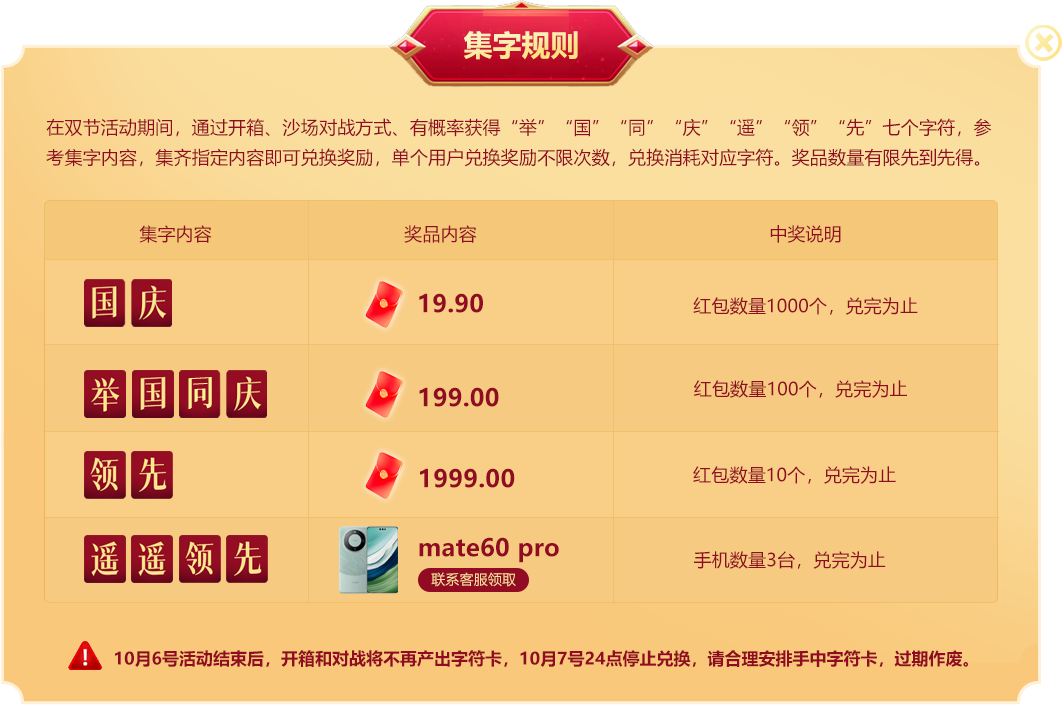 集字规则
在双节活动期间，通过开箱、沙场对战方式、有概率获得“举”“国”“同”“庆”“遥”“领”“先”七个字符，参
考集字内容，集齐指定内容即可兑换奖励，单个用户兑换奖励不限次数，兑换消耗对应字符。奖品数量有限先到先得。
集字内容 奖品内容 中奖说明
国庆 19.90 红包数量1000个，兑完为止
举国同庆 199.00 红包数量100个，兑完为止
领先 1999.00 红包数量10个，兑完为止
遥遥领先 mate60 pro 手机数量3台，兑完为止
联系客服领取
10月6号活动结束后，开箱和对战将不再产出字符卡，10月7号24点停止兑换，请合理安排手中字符卡，过期作废。